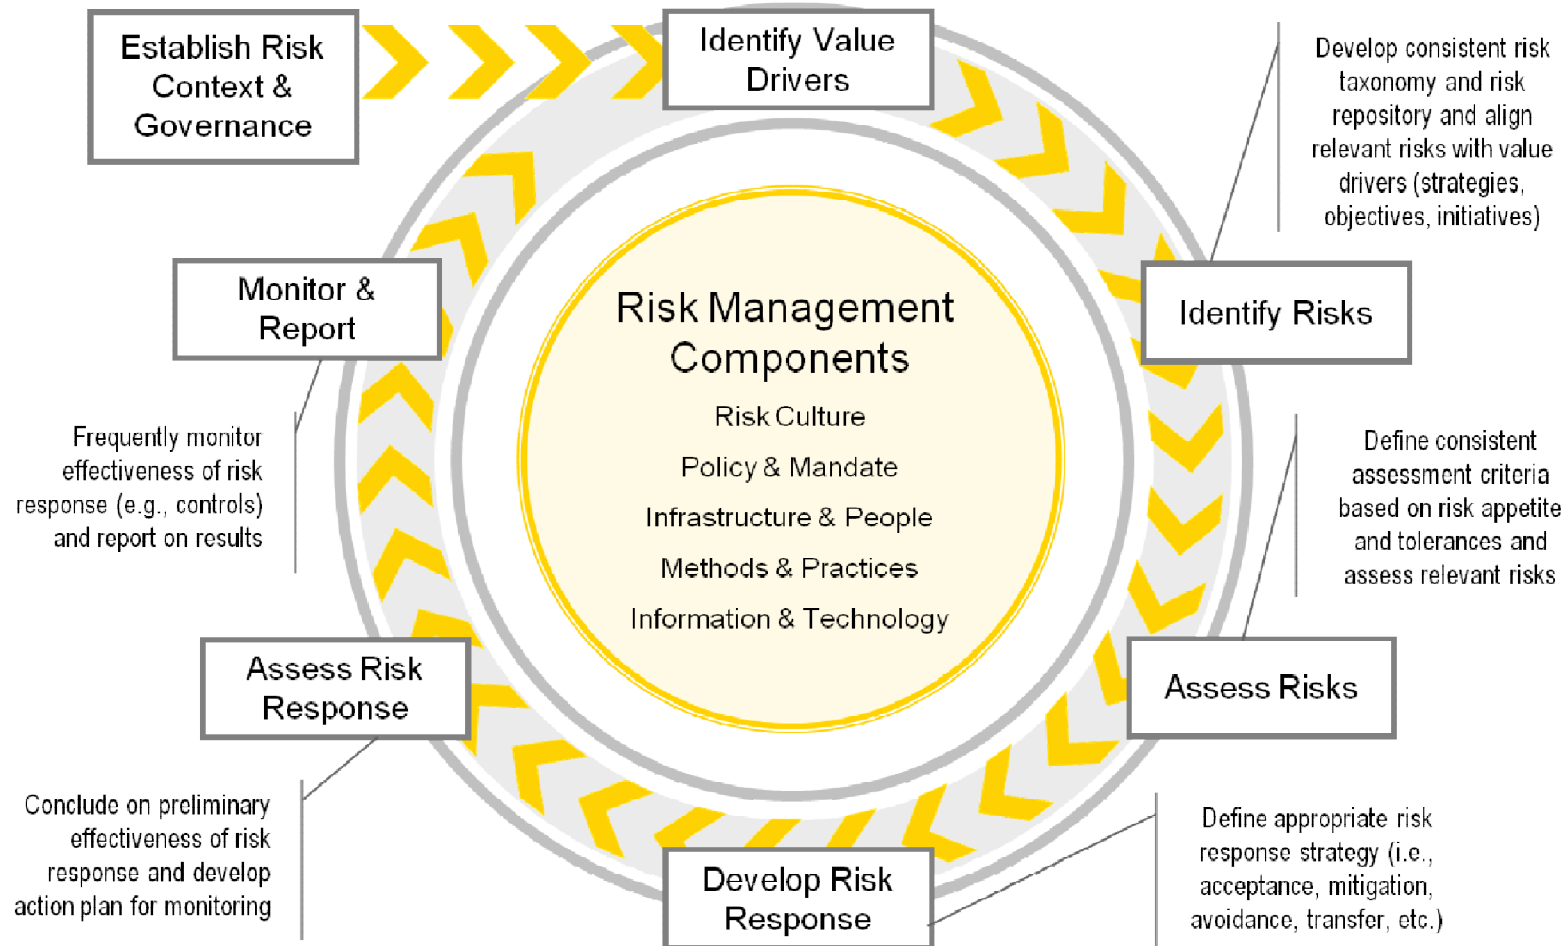 Establish Risk
Context &
Governance
Identify Value
Drivers
Develop consistent risk
taxonomy and risk
repository and align
relevant risks with value
drivers (strategies,
objectives, initiatives)
Identify Risks
Monitor &
Report
Risk Management
Components
Risk Culture
Policy & Mandate
Infrastructure & People
Methods & Practices
Information & Technology
Frequently monitor
effectiveness of risk
response (e.g., controls)
and report on results
Define consistent
assessment criteria
based on risk appetite
and tolerances and
assess relevant risks
Assess Risk
Response
Assess Risks
Conclude on preliminary
effectiveness of risk
response and develop
action plan for monitoring
Develop Risk
Response
Define appropriate risk
response strategy (i.e.,
acceptance, mitigation,
avoidance, transfer, etc.)